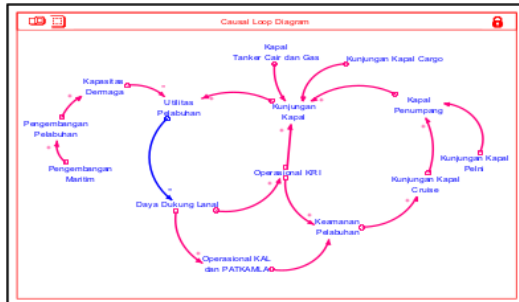 Causal Loop Diagram
Kapal
Tanker Cair dan Gas
Kunjungan Kapal Cargo
Kapasitas
Dermaga
Utilitas
Pelabuhan
Kunjungan
Kapal
Kapal
Penumpang
Pengembangan
Pelabuhan
Pengembangan
Maritim
Operasional KRI
Kunjungan Kapal
Pelni
Kunjungan Kapal
Cruise
Daya Dukung Lanal
Keamanan
Pelabuhan
Operasional KAL
dan PATKAMLA